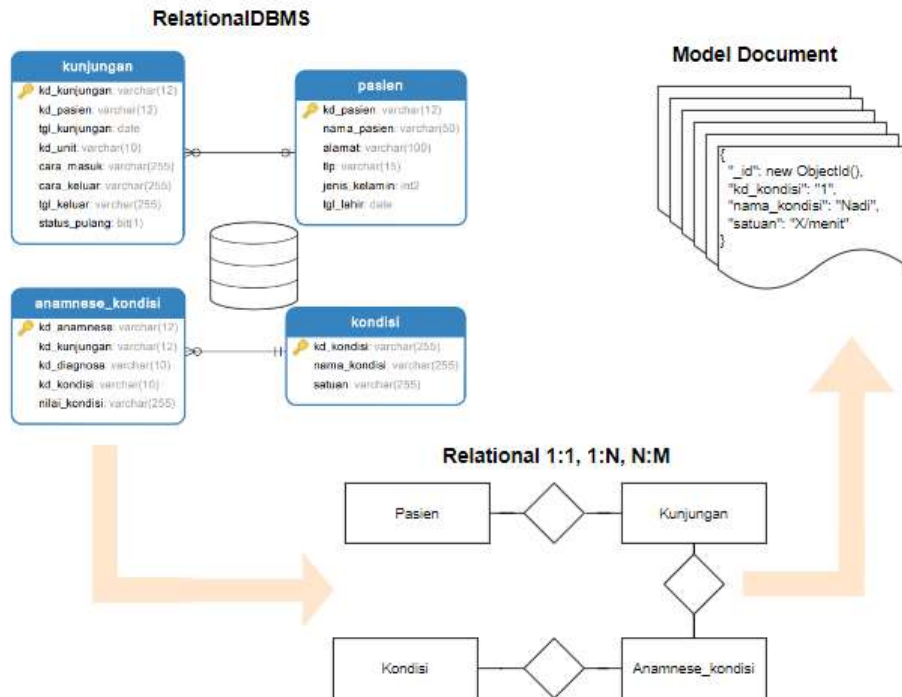 RelationalDBMS
kunjungan
kd_kunjungan: varchar(12)
kd_pasien: varchar(12)
tgl_kunjungan: date
kd_unit: varchar(10)
cara_masuk: varchar(255)
cara_keluar: varchar(255)
tgl_keluar: varchar(255)
status_pulang: bit(1)
pasien
kd_pasien: varchar(12)
nama_pasien: varchar(50)
alamat: varchar(100)
tlp: varchar(15)
jenis_kelamin: int2
tgl_lahir: date
anamnese_kondisi
kd_anamnese: varchar(12)
kd_kunjungan: varchar(12)
kd_diagnosa: varchar(10)
kd_kondisi: varchar(10)
nilai_kondisi: varchar(255)
kondisi
kd_kondisi: varchar(255)
nama_kondisi: varchar(255)
satuan: varchar(255)
Model Document
{
"_id": new ObjectId(),
"kd_kondisi": "1",
"nama_kondisi": "Nadi",
"satuan": "X/menit"
}
Relational 1:1, 1:N, N:M
Pasien
Kunjungan
Kondisi
Anamnese_kondisi